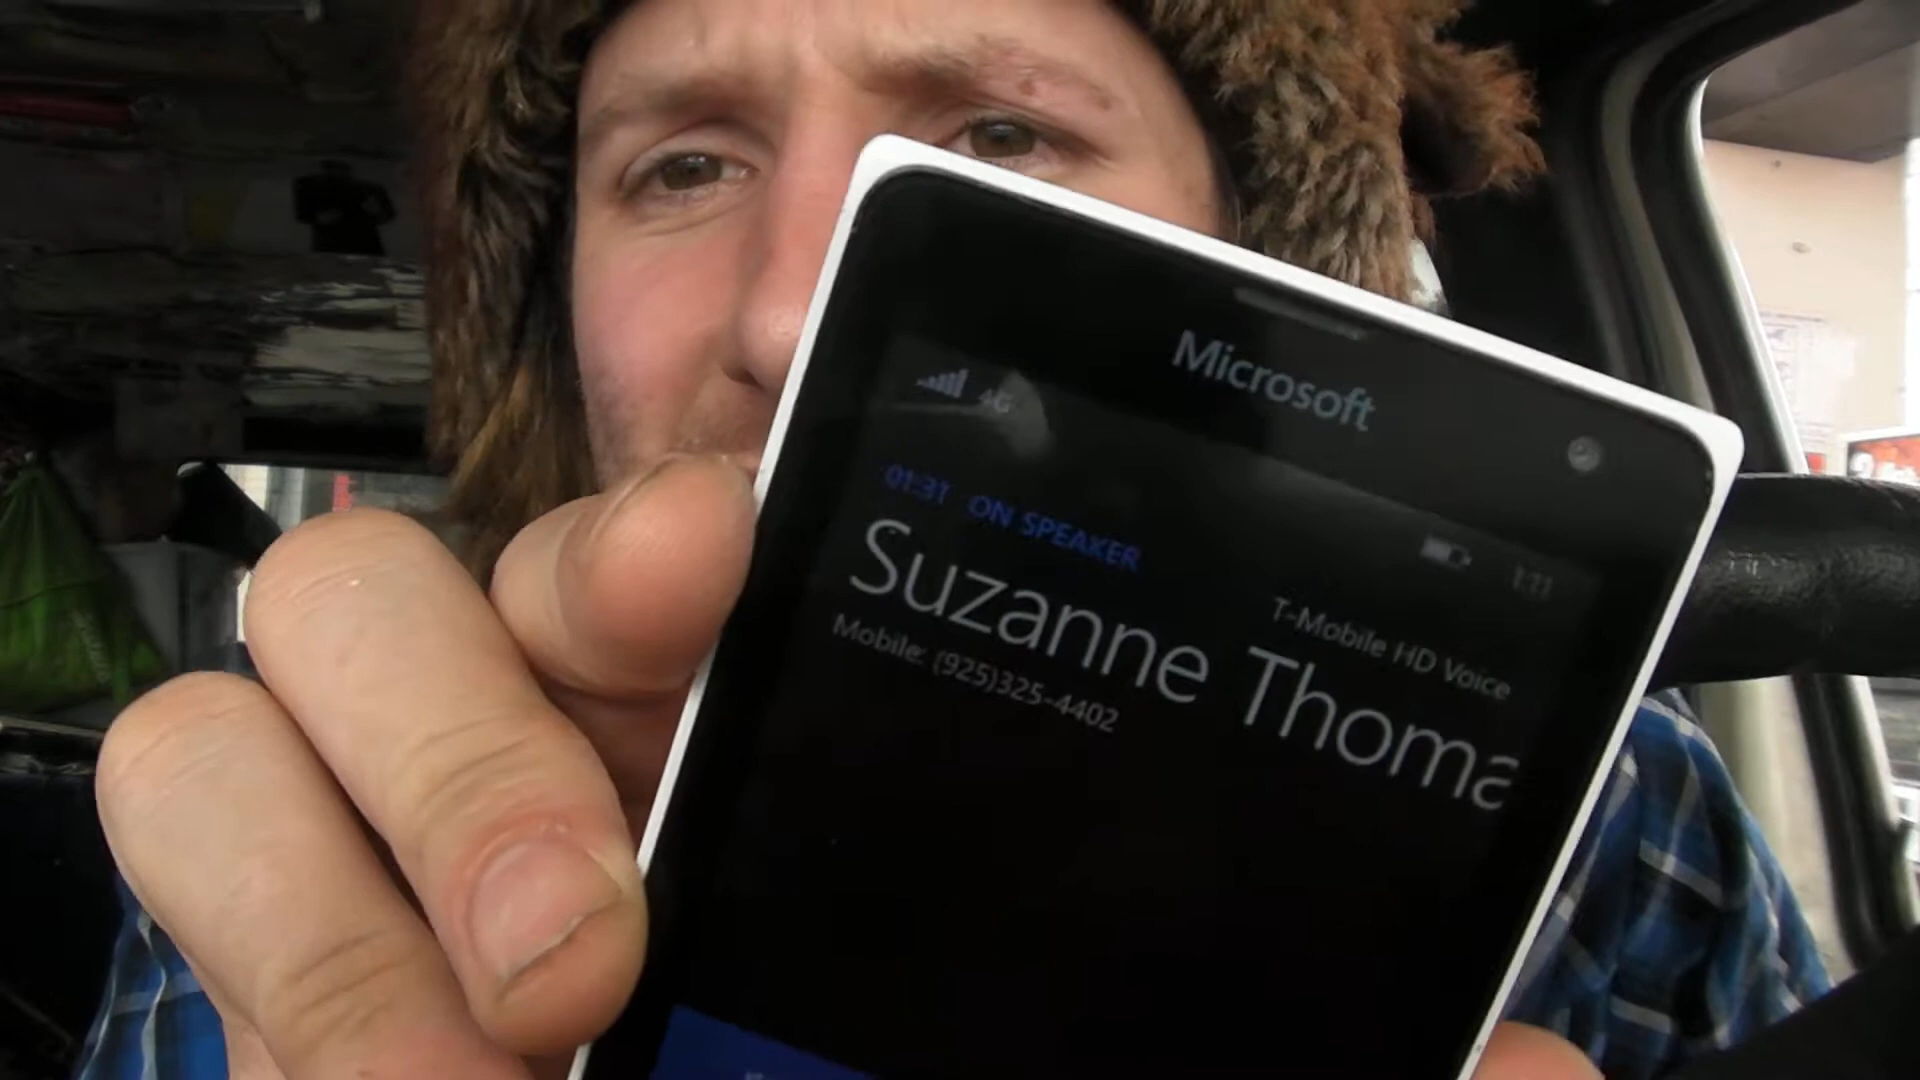 Microsoft
4G
01:31 ON SPEAKER
T-Mobile HD Voice
Suzanne Thoma
Mobile: (925)325-4402